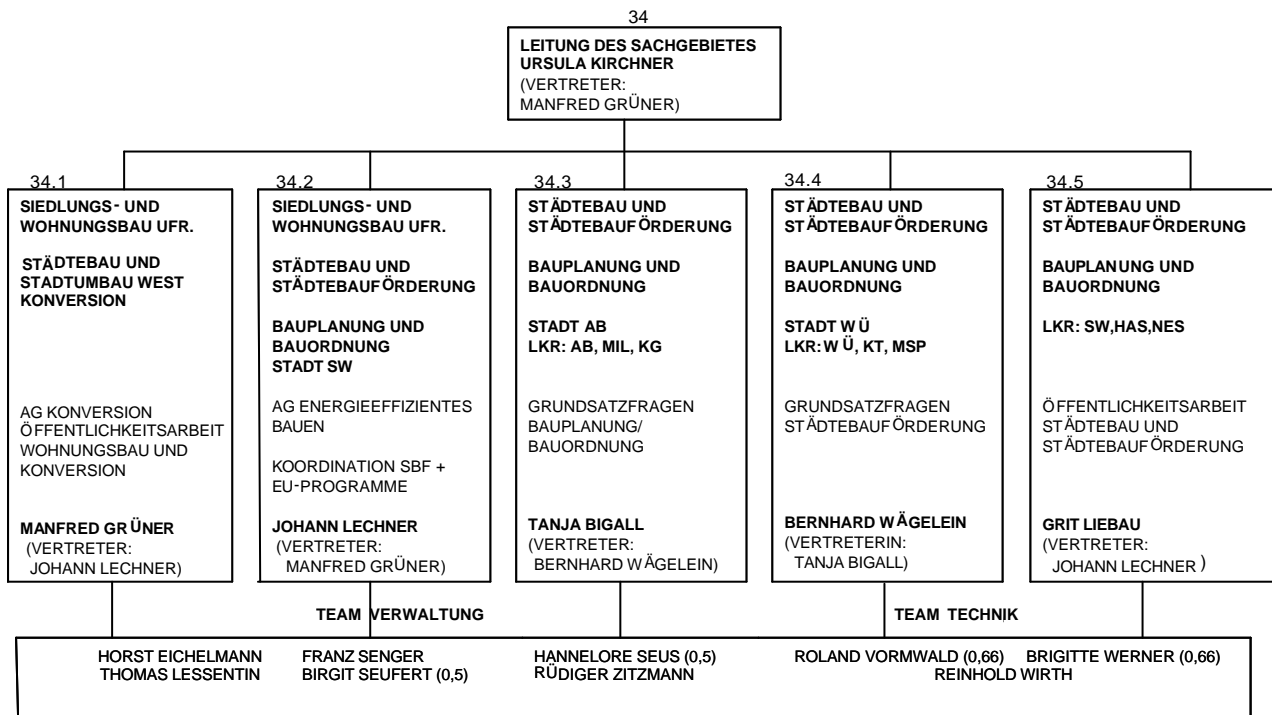 34
LEITUNG DES SACHGEBIETES
URSULA KIRCHNER
(VERTRETER:
MANFRED GRÜNER)
34.1
SIEDLUNGS- UND
WOHNUNGSBAU UFR.
STÄDTEBAU UND
STADTUMBAU WEST
KONVERSION
AG KONVERSION
ÖFFENTLICHKEITSARBEIT
WOHNUNGSBAU UND
KONVERSION
MANFRED GRÜNER
(VERTRETER:
JOHANN LECHNER)
34.2
SIEDLUNGS- UND
WOHNUNGSBAU UFR.
STÄDTEBAU UND
STÄDTEBAUFÖRDERUNG
BAUPLANUNG UND
BAUORDNUNG
STADT SW
AG ENERGIEEFFIZIENTES
BAUEN
KOORDINATION SBF +
EU-PROGRAMME
JOHANN LECHNER
(VERTRETER:
MANFRED GRÜNER)
34.3
STÄDTEBAU UND
STÄDTEBAUFÖRDERUNG
BAUPLANUNG UND
BAUORDNUNG
STADT AB
LKR: AB, MIL, KG
GRUNDSATZFRAGEN
BAUPLANUNG/
BAUORDNUNG
TANJA BIGALL
(VERTRETER:
BERNHARD WÄGELEIN)
34.4
STÄDTEBAU UND
STÄDTEBAUFÖRDERUNG
BAUPLANUNG UND
BAUORDNUNG
STADT WÜ
LKR: WÜ, KT, MSP
GRUNDSATZFRAGEN
STÄDTEBAUFÖRDERUNG
BERNHARD WÄGELEIN
(VERTRETERIN:
TANJA BIGALL)
34.5
STÄDTEBAU UND
STÄDTEBAUFÖRDERUNG
BAUPLANUNG UND
BAUORDNUNG
LKR: SW,HAS,NES
ÖFFENTLICHKEITSARBEIT
STÄDTEBAU UND
STÄDTEBAUFÖRDERUNG
GRIT LIEBAU
(VERTRETER:
JOHANN LECHNER )
TEAM VERWALTUNG
TEAM TECHNIK
HORST EICHELMANN
THOMAS LESSENTIN
FRANZ SENGER
BIRGIT SEUFERT (0,5)
HANNELORE SEUS (0,5)
RÜDIGER ZITZMANN
ROLAND VORMWALD (0,66)
BRIGITTE WERNER (0,66)
REINHOLD WIRTH